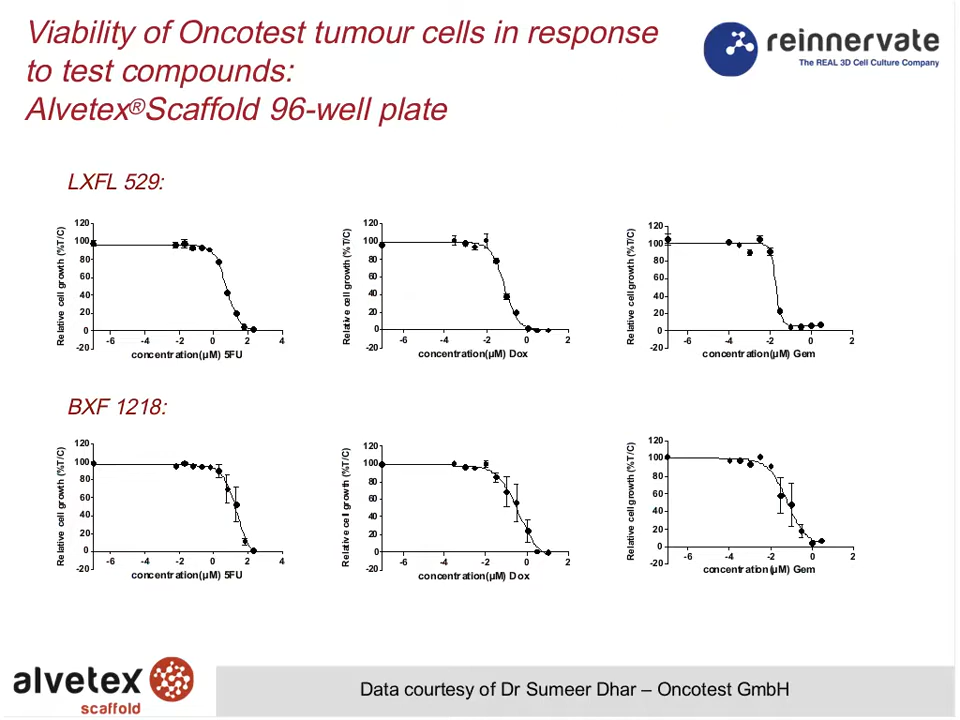 Viability of Oncotest tumour cells in response
to test compounds:
Alvetex®Scaffold 96-well plate
reinnervate
The REAL 3D Cell Culture Company
LXFL 529:
Relative cell growth (%T/C)
120
100
80
60
40
20
0
-20
-6 -4 -2 0 2 4
concentration(µM) 5FU
Relative cell growth (%T/C)
120
100
80
60
40
20
0
-20
-6 -4 -2 0 2
concentration(µM) Dox
Relative cell growth (%T/C)
120
100
80
60
40
20
0
-20
-6 -4 -2 0 2
concentration(µM) Gem
BXF 1218:
Relative cell growth (%T/C)
120
100
80
60
40
20
0
-20
-6 -4 -2 0 2 4
concentration(µM) 5FU
Relative cell growth (%T/C)
120
100
80
60
40
20
0
-20
-6 -4 -2 0 2
concentration(µM) Dox
Relative cell growth (%T/C)
120
100
80
60
40
20
0
-20
-6 -4 -2 0 2
concentration(µM) Gem
alvetex
scaffold
Data courtesy of Dr Sumeer Dhar – Oncotest GmbH